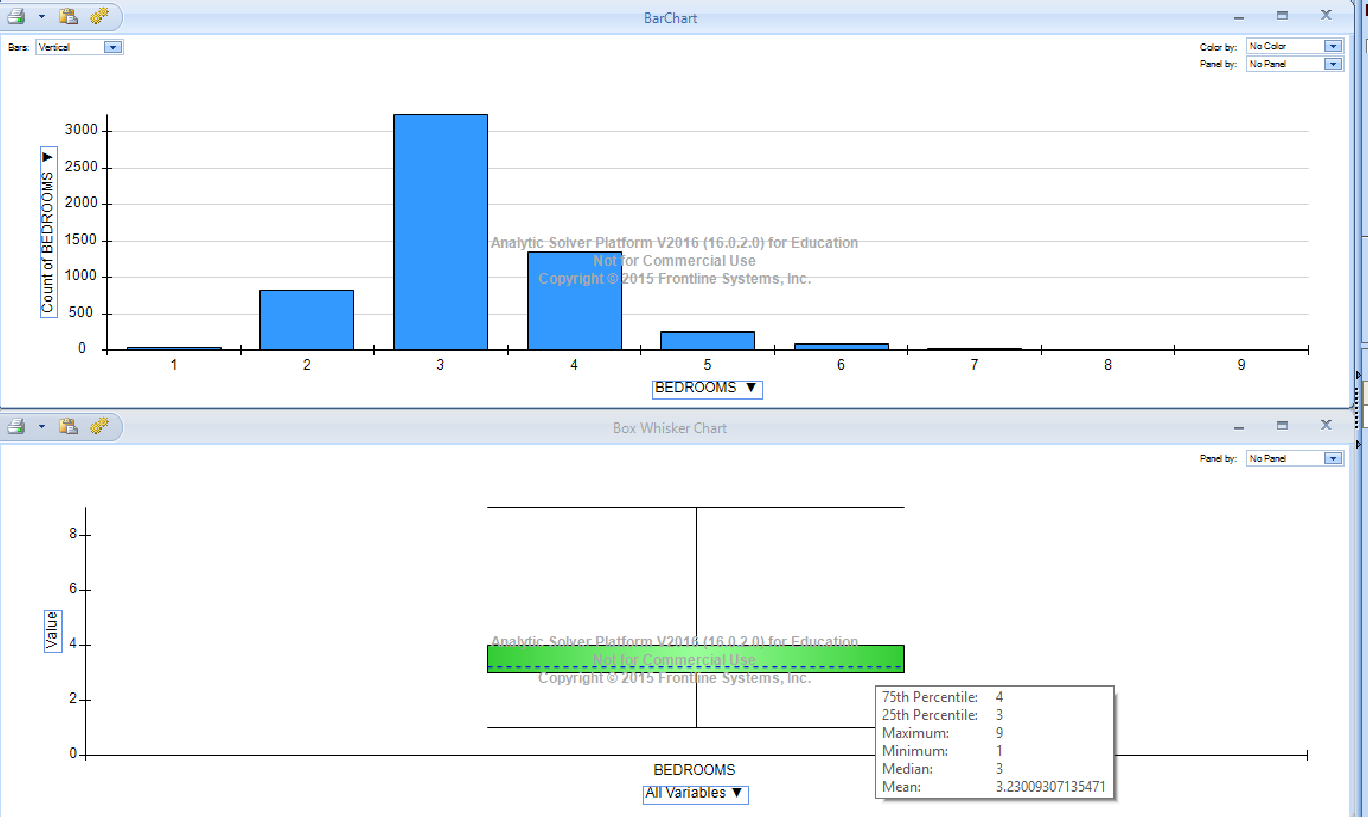 BarChart
Bars: Vertical
Color by: No Color
Panel by: No Panel
3000
2500
2000
1500
1000
500
0
Count of BEDROOMS ▼
Analytic Solver Platform V2016 (16.0.2.0) for Education
Not for Commercial Use
Copyright © 2015 Frontline Systems, Inc.
1 2 3 4 5 6 7 8 9
BEDROOMS ▼
Box Whisker Chart
Panel by: No Panel
8
6
4
2
0
Value
Analytic Solver Platform V2016 (16.0.2.0) for Education
Not for Commercial Use
Copyright © 2015 Frontline Systems, Inc.
75th Percentile: 4
25th Percentile: 3
Maximum: 9
Minimum: 1
Median: 3
Mean: 3.23009307135471
BEDROOMS
All Variables ▼